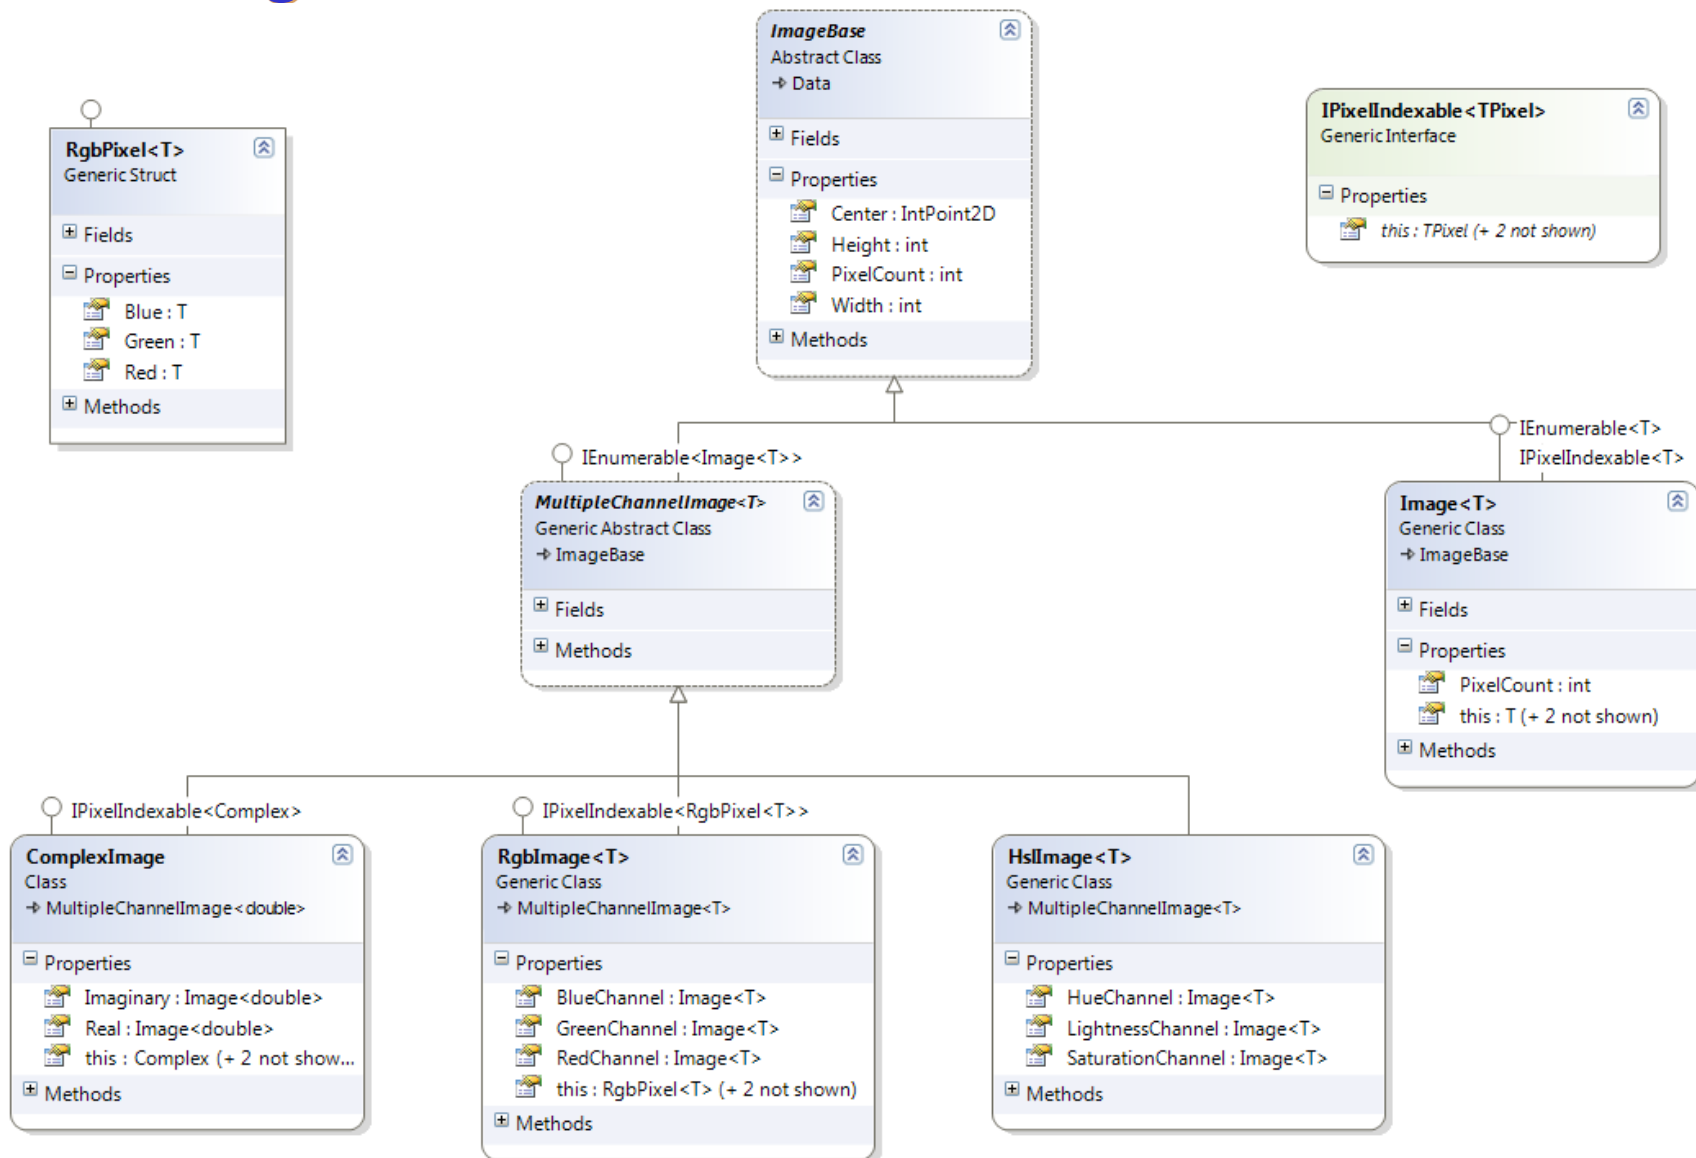 ImageBase
Abstract Class
Data
Fields
Properties
Center : IntPoint2D
Height : int
PixelCount : int
Width : int
Methods
IPixelIndexable<TPixel>
Generic Interface
Properties
this : TPixel (+ 2 not shown)
RgbPixel<T>
Generic Struct
Fields
Properties
Blue : T
Green : T
Red : T
Methods
IEnumerable<Image<T>>
MultipleChannelImage<T>
Generic Abstract Class
ImageBase
Fields
Methods
IEnumerable<T>
IPixelIndexable<T>
Image<T>
Generic Class
ImageBase
Fields
Properties
PixelCount : int
this : T (+ 2 not shown)
Methods
IPixelIndexable<Complex>
ComplexImage
Class
MultipleChannelImage<double>
Properties
Imaginary : Image<double>
Real : Image<double>
this : Complex (+ 2 not show...
Methods
IPixelIndexable<RgbPixel<T>>
RgbImage<T>
Generic Class
MultipleChannelImage<T>
Properties
BlueChannel : Image<T>
GreenChannel : Image<T>
RedChannel : Image<T>
this : RgbPixel<T> (+ 2 not shown)
Methods
HslImage<T>
Generic Class
MultipleChannelImage<T>
Properties
HueChannel : Image<T>
LightnessChannel : Image<T>
SaturationChannel : Image<T>
Methods